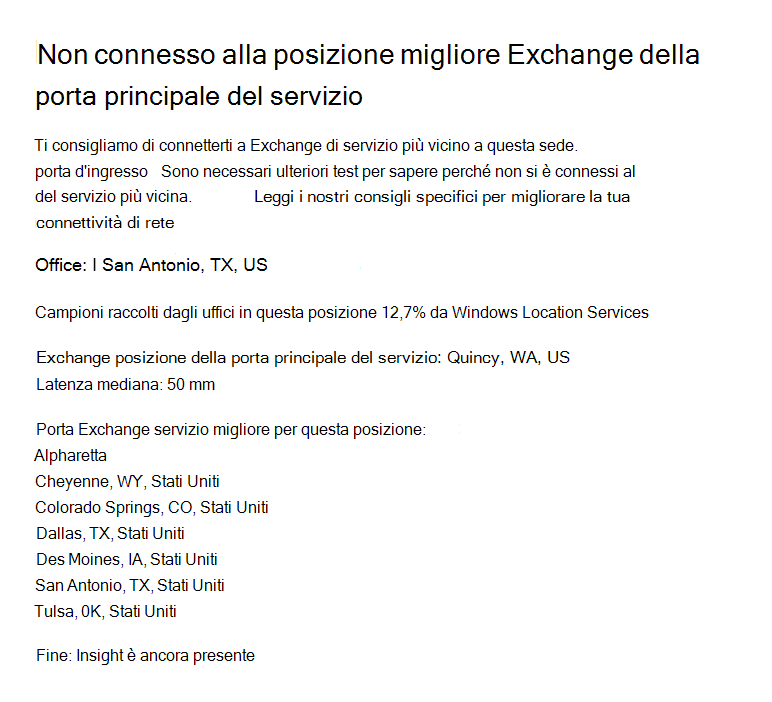 Non connesso alla posizione migliore Exchange della
porta principale del servizio
Ti consigliamo di connetterti a Exchange di servizio più vicino a questa sede.
porta d'ingresso Sono necessari ulteriori test per sapere perché non si è connessi al
del servizio più vicina. Leggi i nostri consigli specifici per migliorare la tua
connettività di rete
Office: I San Antonio, TX, US
Campioni raccolti dagli uffici in questa posizione 12,7% da Windows Location Services
Exchange posizione della porta principale del servizio: Quincy, WA, US
Latenza mediana: 50 mm
Porta Exchange servizio migliore per questa posizione:
Alpharetta
Cheyenne, WY, Stati Uniti
Colorado Springs, CO, Stati Uniti
Dallas, TX, Stati Uniti
Des Moines, IA, Stati Uniti
San Antonio, TX, Stati Uniti
Tulsa, 0K, Stati Uniti
Fine: Insight è ancora presente